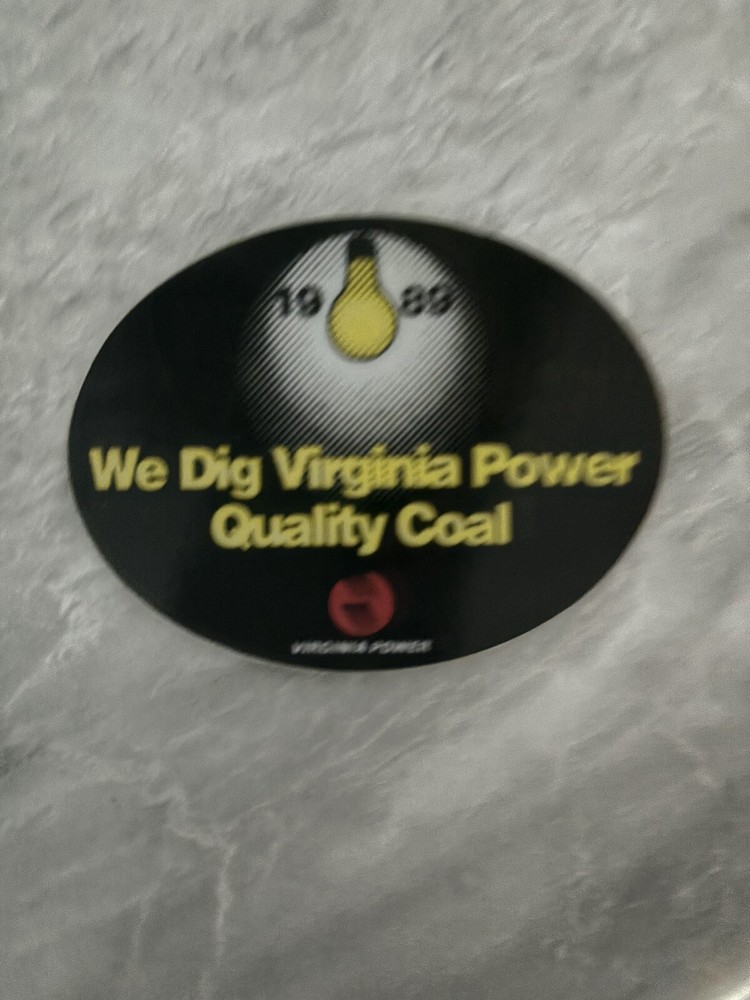 19 89
We Dig Virginia Power
Quality Coal
VIRGINIA POWER